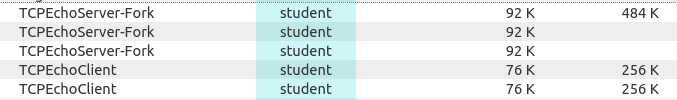 TCPEchoServer-Fork student 92 K 484 K
TCPEchoServer-Fork student 92 K
TCPEchoServer-Fork student 92 K
TCPEchoClient student 76 K 256 K
TCPEchoClient student 76 K 256 K